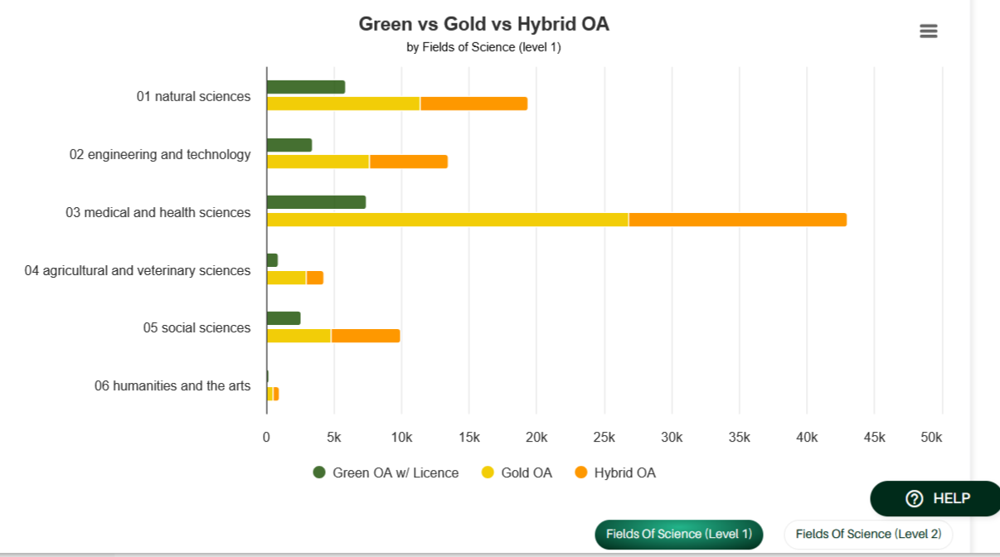 Green vs Gold vs Hybrid OA
by Fields of Science (level 1)
01 natural sciences
02 engineering and technology
03 medical and health sciences
04 agricultural and veterinary sciences
05 social sciences
06 humanities and the arts
0 5k 10k 15k 20k 25k 30k 35k 40k 45k 50k
Green OA w/ Licence Gold OA Hybrid OA
HELP
Fields Of Science (Level 1) Fields Of Science (Level 2)